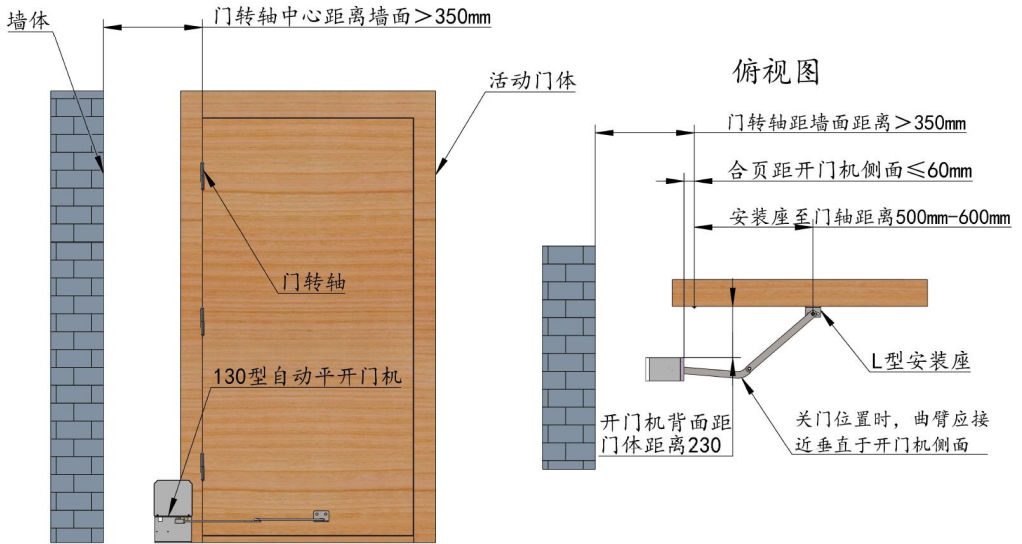 墙体
门转轴中心距离墙面＞350mm
活动门体
门转轴
130型自动平开门机
俯视图
门转轴距墙面距离＞350mm
合页距开门机侧面≤60mm
安装座至门轴距离500mm-600mm
L型安装座
开门机背面距
门体距离230
关门位置时，曲臂应接
近垂直于开门机侧面